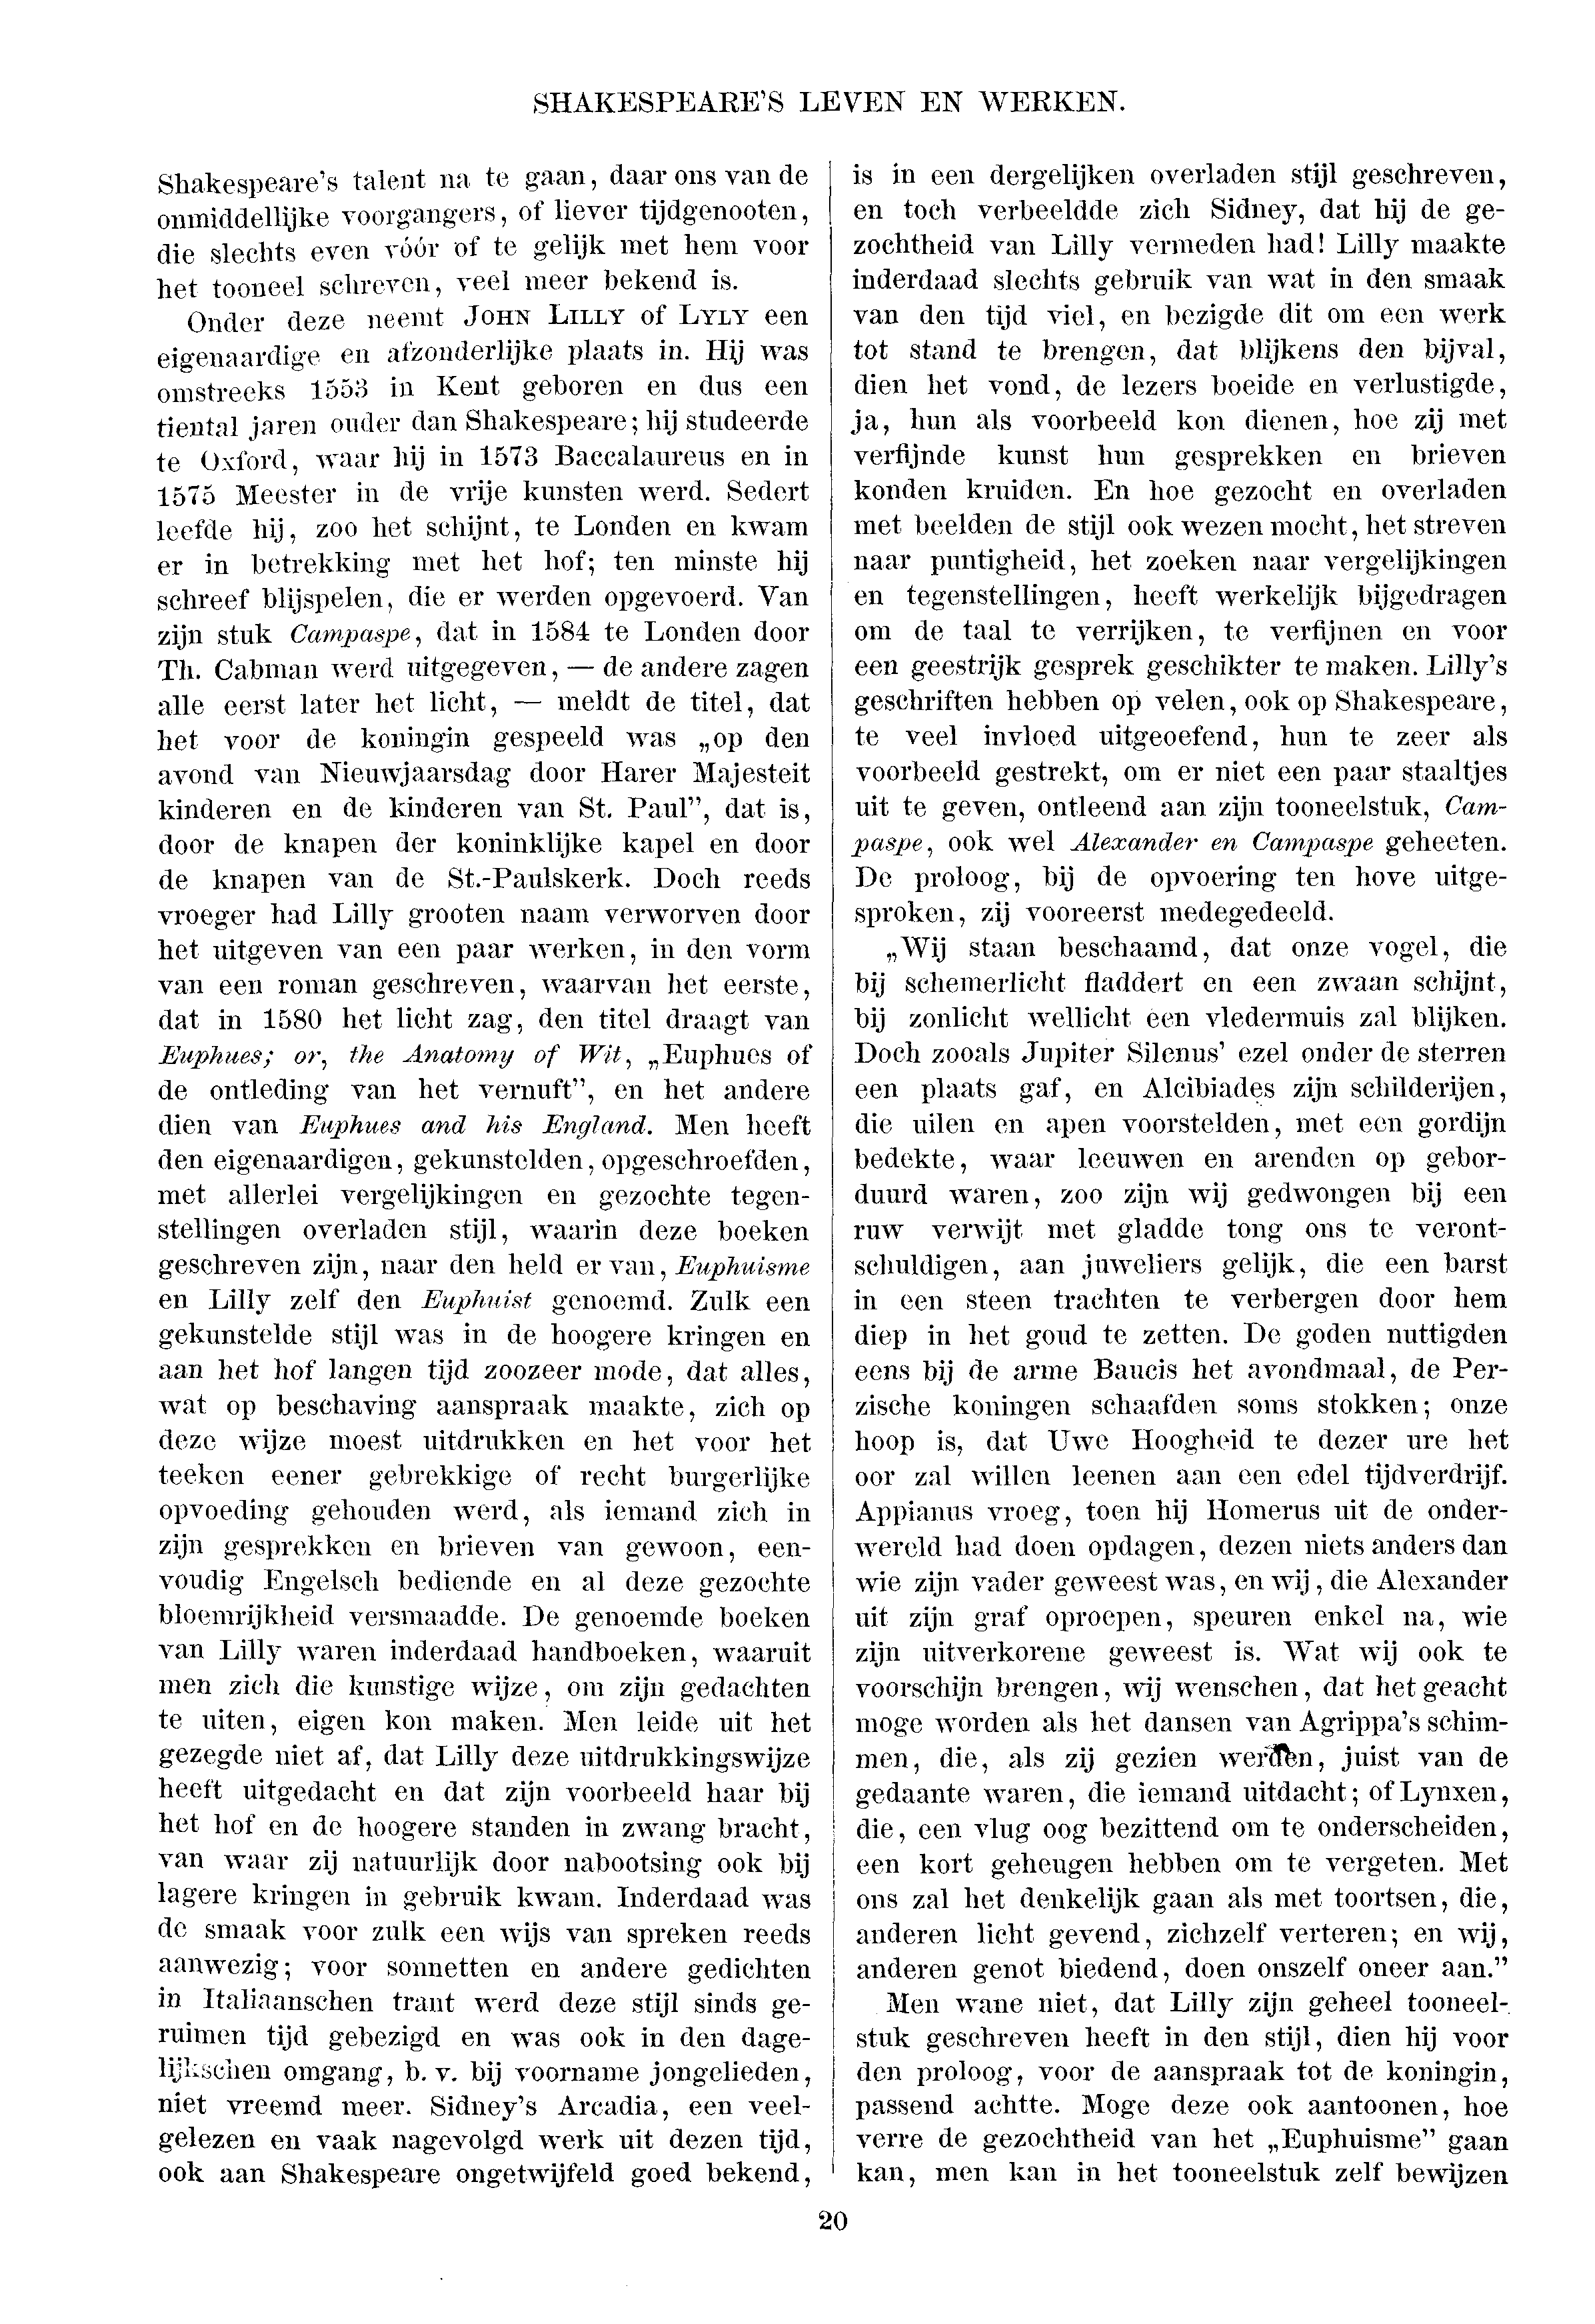 SHAKESPEARE'S LEVEN EN WERKEN.
Shakespeare's talent na te gaan, daar ons van de
onmiddellijke voorgangers, of liever tijdgenooten,
die slechts even vóór of te gelijk met hem voor
het tooneel schreven, veel meer bekend is.
Onder deze neemt JOHN LILLY of LYLY een
eigenaardige en afzonderlijke plaats in. Hij was
omstreeks 1553 in Kent geboren en dus een
tiental jaren ouder dan Shakespeare; hij studeerde
te Oxford, waar hij in 1573 Baccalaureus en in
1575 Meester in de vrije kunsten werd. Sedert
leefde hij, zoo het schijnt, te Londen en kwam
er in betrekking met het hof; ten minste hij
schreef blijspelen, die er werden opgevoerd. Van
zijn stuk Campaspe, dat in 1584 te Londen door
Th. Cabman werd uitgegeven, — de andere zagen
alle eerst later het licht, — meldt de titel, dat
het voor de koningin gespeeld was „op den
avond van Nieuwjaarsdag door Harer Majesteit
kinderen en de kinderen van St. Paul”, dat is,
door de knapen der koninklijke kapel en door
de knapen van de St.-Paulskerk. Doch reeds
vroeger had Lilly grooten naam verworven door
het uitgeven van een paar werken, in den vorm
van een roman geschreven, waarvan het eerste,
dat in 1580 het licht zag, den titel draagt van
Euphues; or, the Anatomy of Wit, „Euphues of
de ontleding van het vernuft”, en het andere
dien van Euphues and his England. Men heeft
den eigenaardigen, gekunstelden, opgeschroefden,
met allerlei vergelijkingen en gezochte tegen-
stellingen overladen stijl, waarin deze boeken
geschreven zijn, naar den held er van, Euphuisme
en Lilly zelf den Euphuist genoemd. Zulk een
gekunstelde stijl was in de hoogere kringen en
aan het hof langen tijd zoozeer mode, dat alles,
wat op beschaving aanspraak maakte, zich op
deze wijze moest uitdrukken en het voor het
teeken eener gebrekkige of recht burgerlijke
opvoeding gehouden werd, als iemand zich in
zijn gesprekken en brieven van gewoon, een-
voudig Engelsch bediende en al deze gezochte
bloemrijkheid versmaadde. De genoemde boeken
van Lilly waren inderdaad handboeken, waaruit
men zich die kunstige wijze, om zijn gedachten
te uiten, eigen kon maken. Men leide uit het
gezegde niet af, dat Lilly deze uitdrukkingswijze
heeft uitgedacht en dat zijn voorbeeld haar bij
het hof en de hoogere standen in zwang bracht,
van waar zij natuurlijk door nabootsing ook bij
lagere kringen in gebruik kwam. Inderdaad was
de smaak voor zulk een wijs van spreken reeds
aanwezig; voor sonnetten en andere gedichten
in Italiaanschen trant werd deze stijl sinds ge-
ruimen tijd gebezigd en was ook in den dage-
lijkschen omgang, b. v. bij voorname jongelieden,
niet vreemd meer. Sidney's Arcadia, een veel-
gelezen en vaak nagevolgd werk uit dezen tijd,
ook aan Shakespeare ongetwijfeld goed bekend,
is in een dergelijken overladen stijl geschreven,
en toch verbeeldde zich Sidney, dat hij de ge-
zochtheid van Lilly vermeden had! Lilly maakte
inderdaad slechts gebruik van wat in den smaak
van den tijd viel, en bezigde dit om een werk
tot stand te brengen, dat blijkens den bijval,
dien het vond, de lezers boeide en verlustigde,
ja, hun als voorbeeld kon dienen, hoe zij met
verfijnde kunst hun gesprekken en brieven
konden kruiden. En hoe gezocht en overladen
met beelden de stijl ook wezen mocht, het streven
naar puntigheid, het zoeken naar vergelijkingen
en tegenstellingen, heeft werkelijk bijgedragen
om de taal te verrijken, te verfijnen en voor
een geestrijk gesprek geschikter te maken. Lilly's
geschriften hebben op velen, ook op Shakespeare,
te veel invloed uitgeoefend, hun te zeer als
voorbeeld gestrekt, om er niet een paar staaltjes
uit te geven, ontleend aan zijn tooneelstuk, Cam-
paspe, ook wel Alexander en Campaspe geheeten.
De proloog, bij de opvoering ten hove uitge-
sproken, zij vooreerst medegedeeld.
„Wij staan beschaamd, dat onze vogel, die
bij schemerlicht fladdert en een zwaan schijnt,
bij zonlicht wellicht een vledermuis zal blijken.
Doch zooals Jupiter Silenus' ezel onder de sterren
een plaats gaf, en Alcibiades zijn schilderijen,
die uilen en apen voorstelden, met een gordijn
bedekte, waar leeuwen en arenden op gebor-
duurd waren, zoo zijn wij gedwongen bij een
ruw verwijt met gladde tong ons te veront-
schuldigen, aan juweliers gelijk, die een barst
in een steen trachten te verbergen door hem
diep in het goud te zetten. De goden nuttigden
eens bij de arme Baucis het avondmaal, de Per-
zische koningen schaafden soms stokken; onze
hoop is, dat Uwe Hoogheid te dezer ure het
oor zal willen leenen aan een edel tijdverdrijf.
Appianus vroeg, toen hij Homerus uit de onder-
wereld had doen opdagen, dezen niets anders dan
wie zijn vader geweest was, en wij, die Alexander
uit zijn graf oproepen, speuren enkel na, wie
zijn uitverkorene geweest is. Wat wij ook te
voorschijn brengen, wij wenschen, dat het geacht
moge worden als het dansen van Agrippa's schim-
men, die, als zij gezien werden, juist van de
gedaante waren, die iemand uitdacht; of Lynxen,
die, een vlug oog bezittend om te onderscheiden,
een kort geheugen hebben om te vergeten. Met
ons zal het denkelijk gaan als met toortsen, die,
anderen licht gevend, zichzelf verteren; en wij,
anderen genot biedend, doen onszelf oneer aan.”
Men wane niet, dat Lilly zijn geheel tooneel-
stuk geschreven heeft in den stijl, dien hij voor
den proloog, voor de aanspraak tot de koningin,
passend achtte. Moge deze ook aantoonen, hoe
verre de gezochtheid van het „Euphuisme” gaan
kan, men kan in het tooneelstuk zelf bewijzen
20